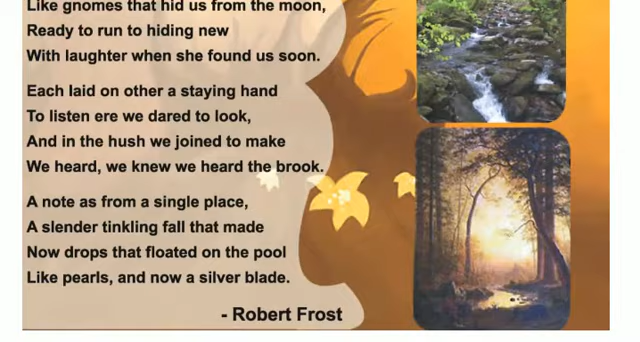 Like gnomes that hid us from the moon,
Ready to run to hiding new
With laughter when she found us soon.
Each laid on other a staying hand
To listen ere we dared to look,
And in the hush we joined to make
We heard, we knew we heard the brook.
A note as from a single place,
A slender tinkling fall that made
Now drops that floated on the pool
Like pearls, and now a silver blade.
- Robert Frost